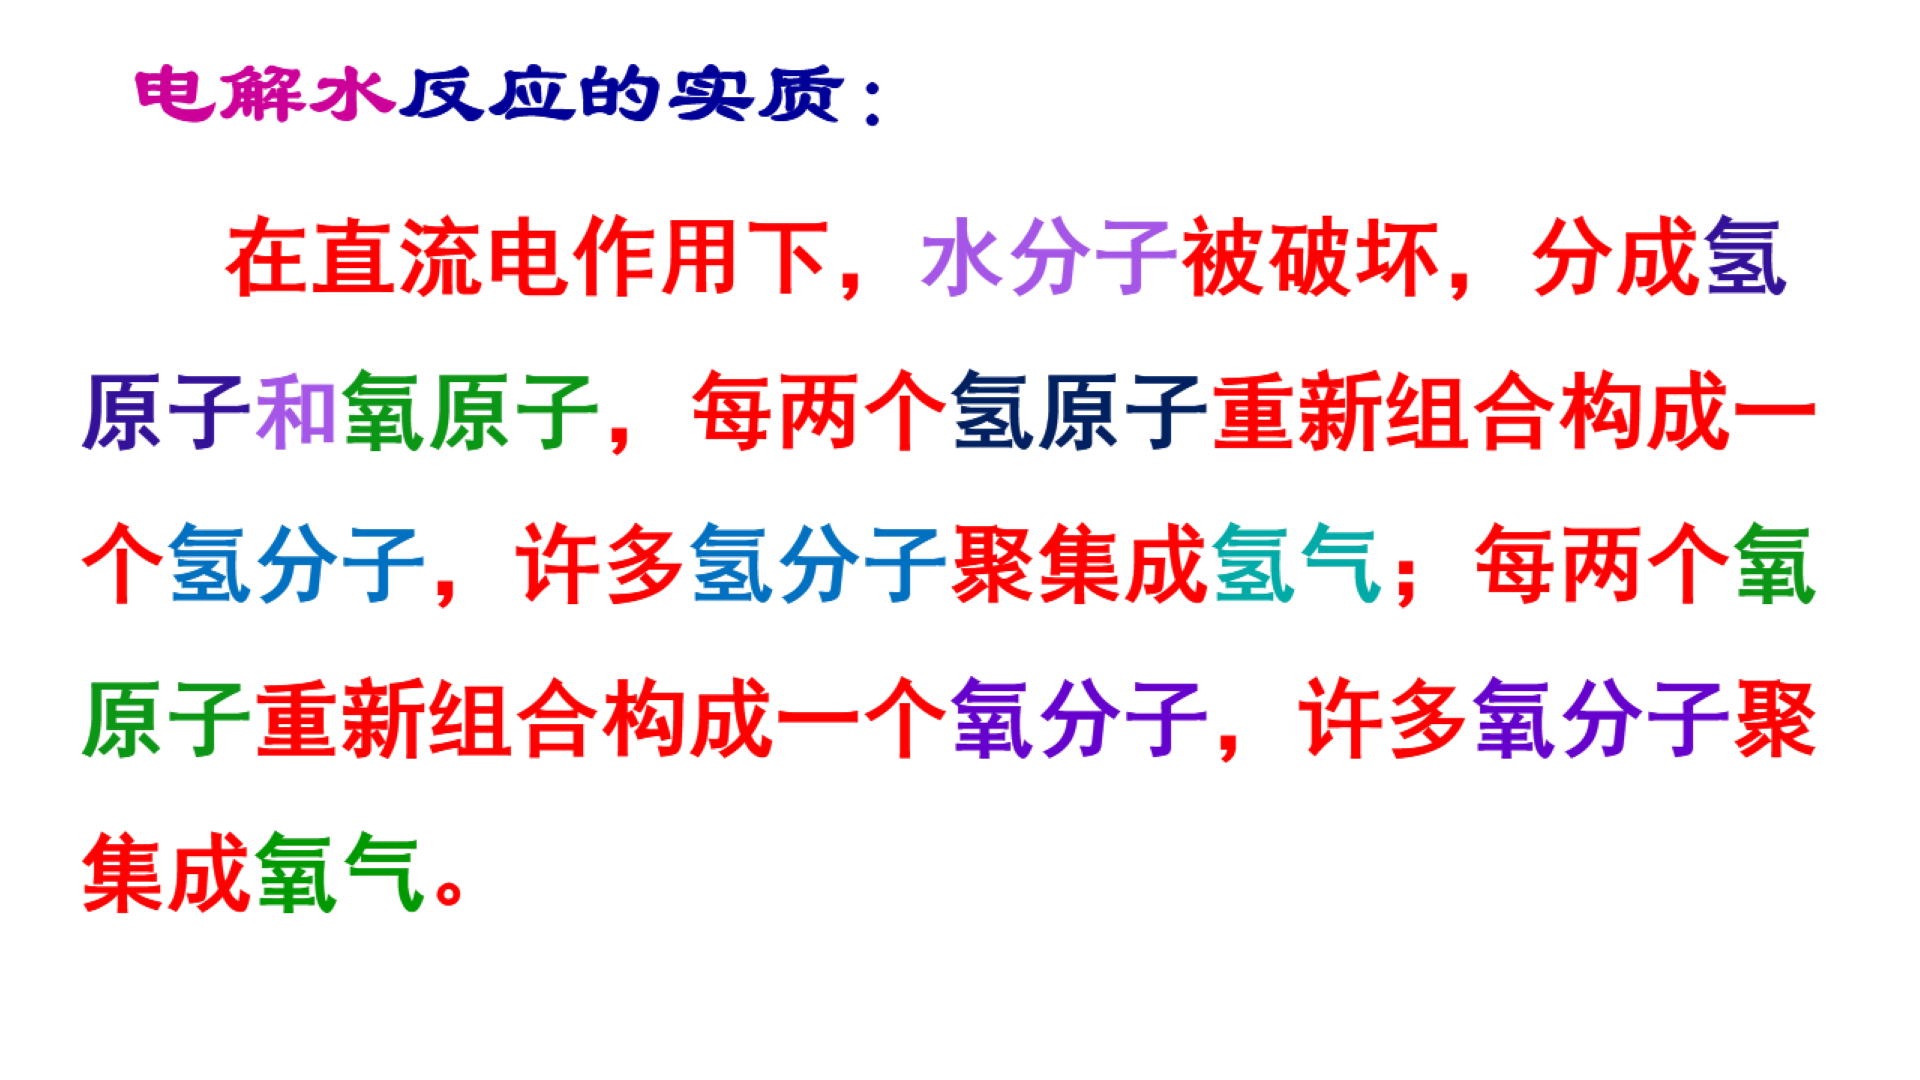 电解水反应的实质：
在直流电作用下，水分子被破坏，分成氢
原子和氧原子，每两个氢原子重新组合构成一
个氢分子，许多氢分子聚集成氢气；每两个氧
原子重新组合构成一个氧分子，许多氧分子聚
集成氧气。